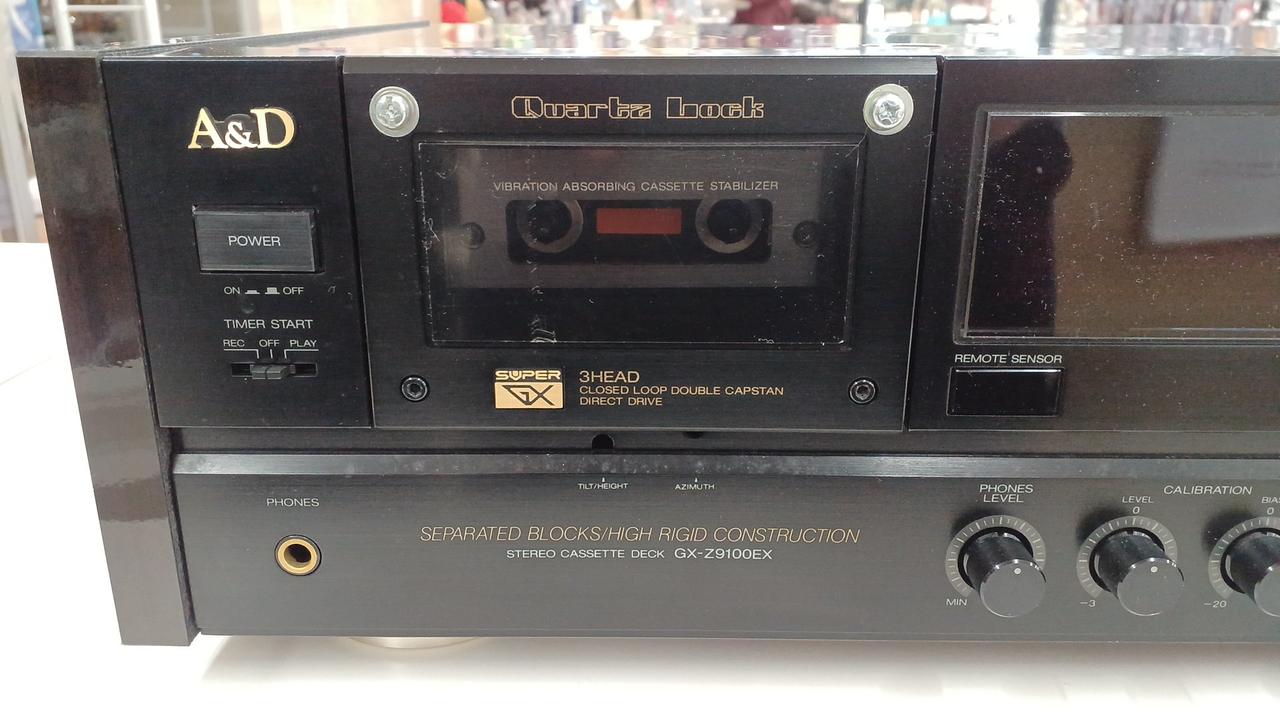 A&D
Quartz Lock
VIBRATION ABSORBING CASSETTE STABILIZER
POWER
ON OFF
TIMER START
REC OFF PLAY
SUPER
GX
3HEAD
CLOSED LOOP DOUBLE CAPSTAN
DIRECT DRIVE
REMOTE SENSOR
TILT/HEIGHT AZIMUTH
PHONES
SEPARATED BLOCKS/HIGH RIGID CONSTRUCTION
STEREO CASSETTE DECK GX-Z9100EX
PHONES
LEVEL
MIN
CALIBRATION
LEVEL
0
-3
0
-20